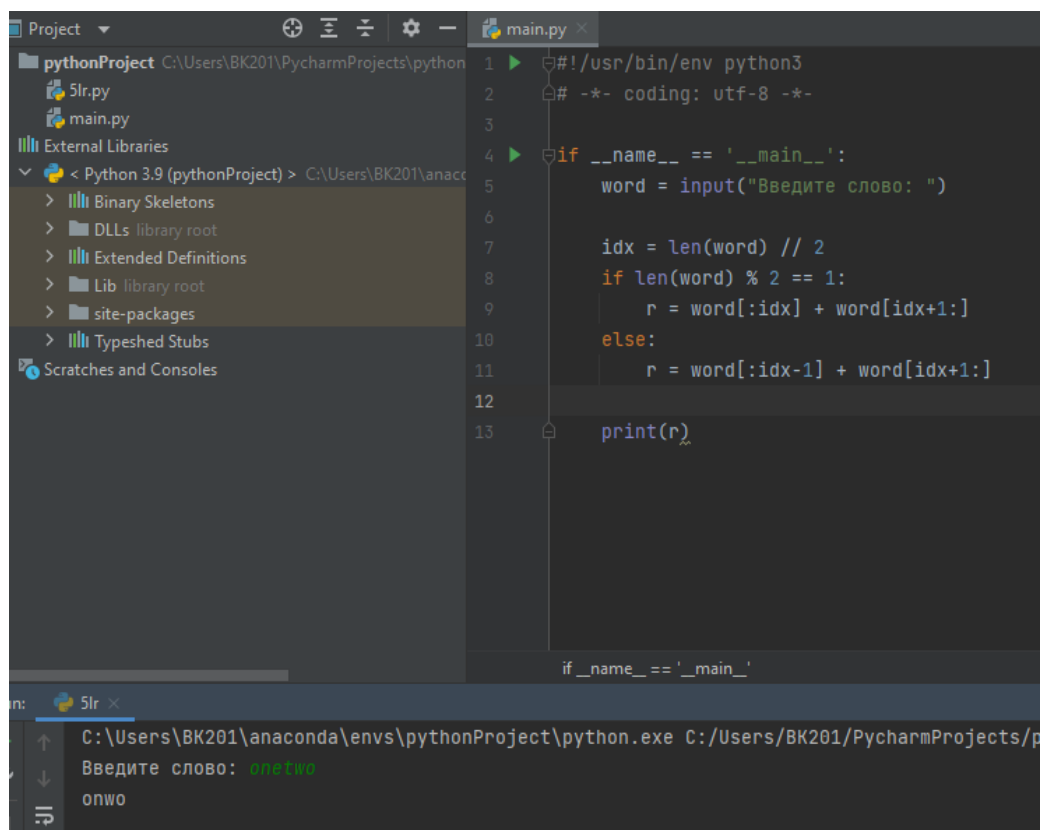 Project
main.py
pythonProject C:\Users\BK201\PycharmProjects\python
5lr.py
main.py
External Libraries
< Python 3.9 (pythonProject) > C:\Users\BK201\anaco
Binary Skeletons
DLLs library root
Extended Definitions
Lib library root
site-packages
Typeshed Stubs
Scratches and Consoles
1 #!/usr/bin/env python3
2 # -*- coding: utf-8 -*-
3
4 if __name__ == '__main__':
5 word = input("Введите слово: ")
6
7 idx = len(word) // 2
8 if len(word) % 2 == 1:
9 r = word[:idx] + word[idx+1:]
10 else:
11 r = word[:idx-1] + word[idx+1:]
12
13 print(r)
if __name__ == '__main__'
un: 5lr
C:\Users\BK201\anaconda\envs\pythonProject\python.exe C:/Users/BK201/PycharmProjects/p
Введите слово: onetwo
onwo